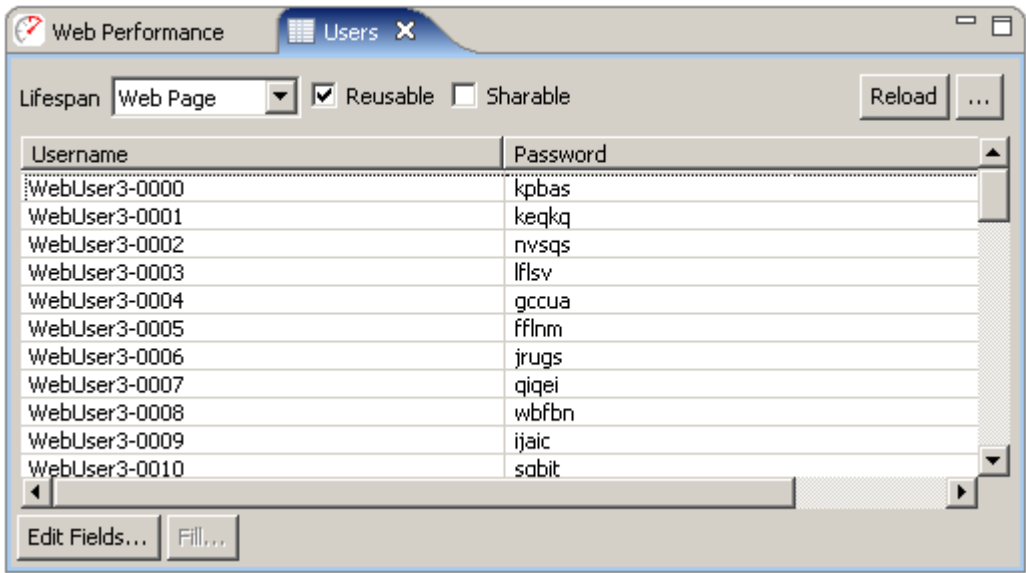 Web Performance Users
Lifespan Web Page Reusable Sharable Reload ...
Username Password
WebUser3-0000 kpbas
WebUser3-0001 keqkq
WebUser3-0002 nvsqs
WebUser3-0003 lflsv
WebUser3-0004 gccua
WebUser3-0005 fflnm
WebUser3-0006 jrugs
WebUser3-0007 qiqei
WebUser3-0008 wbfbn
WebUser3-0009 ijaic
WebUser3-0010
Edit Fields... Fill...